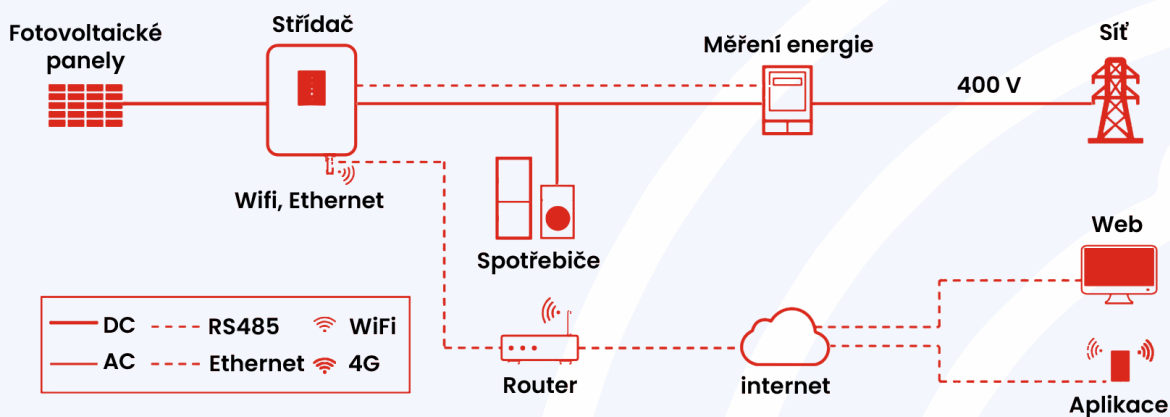 Fotovoltaické
panely
Střídač
Měření energie
Síť
400 V
Wifi, Ethernet
Spotřebiče
Web
DC
RS485
WiFi
AC
Ethernet
4G
Router
internet
Aplikace